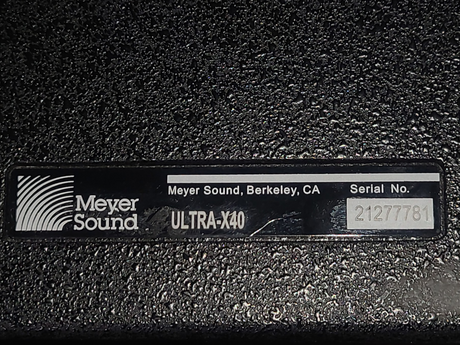 Meyer Sound, Berkeley, CA
Serial No.
Meyer
Sound
ULTRA-X40
21277781